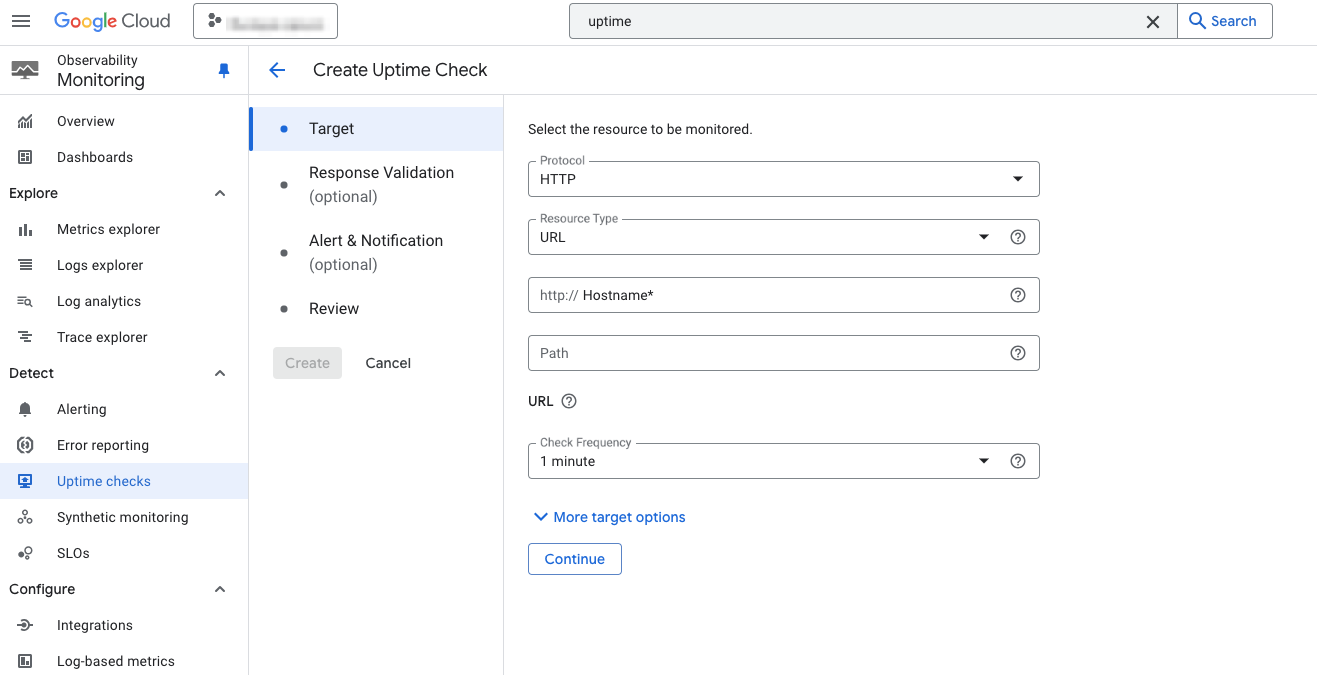 Google Cloud
uptime
Search
Observability
Monitoring
Create Uptime Check
Overview
Dashboards
Explore
Metrics explorer
Logs explorer
Log analytics
Trace explorer
Detect
Alerting
Error reporting
Uptime checks
Synthetic monitoring
SLOs
Configure
Integrations
Log-based metrics
Target
Response Validation
(optional)
Alert & Notification
(optional)
Review
Create Cancel
Select the resource to be monitored.
Protocol
HTTP
Resource Type
URL
http:// Hostname*
Path
URL
Check Frequency
1 minute
More target options
Continue